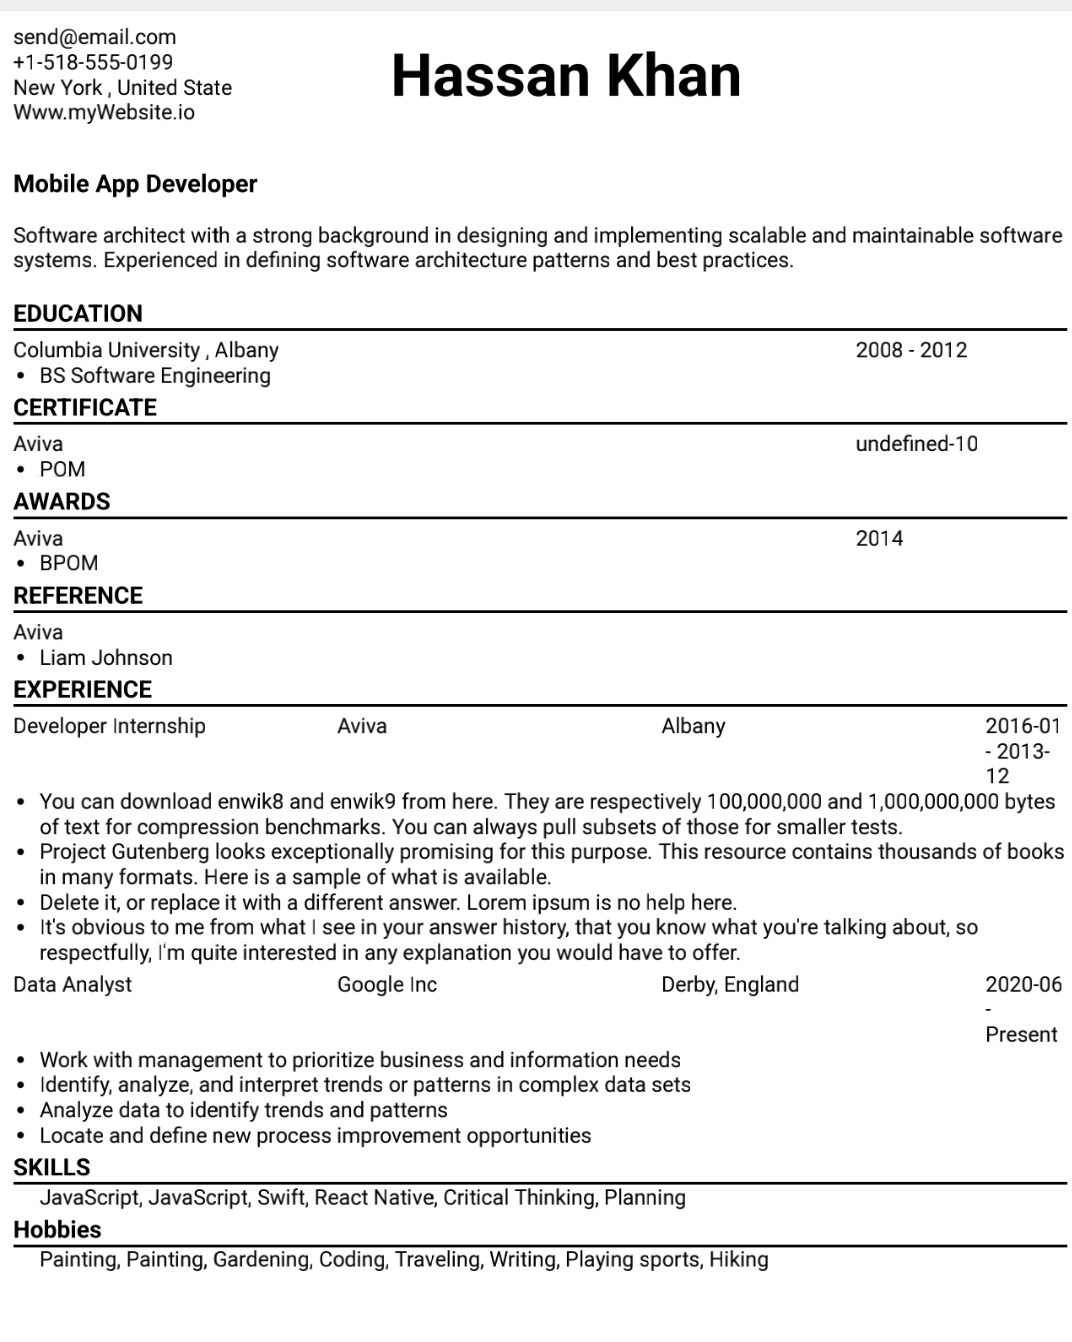 send@email.com
+1-518-555-0199
New York , United State
Www.myWebsite.io
Hassan Khan
Mobile App Developer
Software architect with a strong background in designing and implementing scalable and maintainable software
systems. Experienced in defining software architecture patterns and best practices.
EDUCATION
Columbia University , Albany 2008 - 2012
• BS Software Engineering
CERTIFICATE
Aviva undefined-10
• POM
AWARDS
Aviva 2014
• BPOM
REFERENCE
Aviva
• Liam Johnson
EXPERIENCE
Developer Internship Aviva Albany 2016-01
- 2013-
12
• You can download enwik8 and enwik9 from here. They are respectively 100,000,000 and 1,000,000,000 bytes
of text for compression benchmarks. You can always pull subsets of those for smaller tests.
• Project Gutenberg looks exceptionally promising for this purpose. This resource contains thousands of books
in many formats. Here is a sample of what is available.
• Delete it, or replace it with a different answer. Lorem ipsum is no help here.
• It's obvious to me from what I see in your answer history, that you know what you're talking about, so
respectfully, I'm quite interested in any explanation you would have to offer.
Data Analyst Google Inc Derby, England 2020-06
-
Present
• Work with management to prioritize business and information needs
• Identify, analyze, and interpret trends or patterns in complex data sets
• Analyze data to identify trends and patterns
• Locate and define new process improvement opportunities
SKILLS
JavaScript, JavaScript, Swift, React Native, Critical Thinking, Planning
Hobbies
Painting, Painting, Gardening, Coding, Traveling, Writing, Playing sports, Hiking